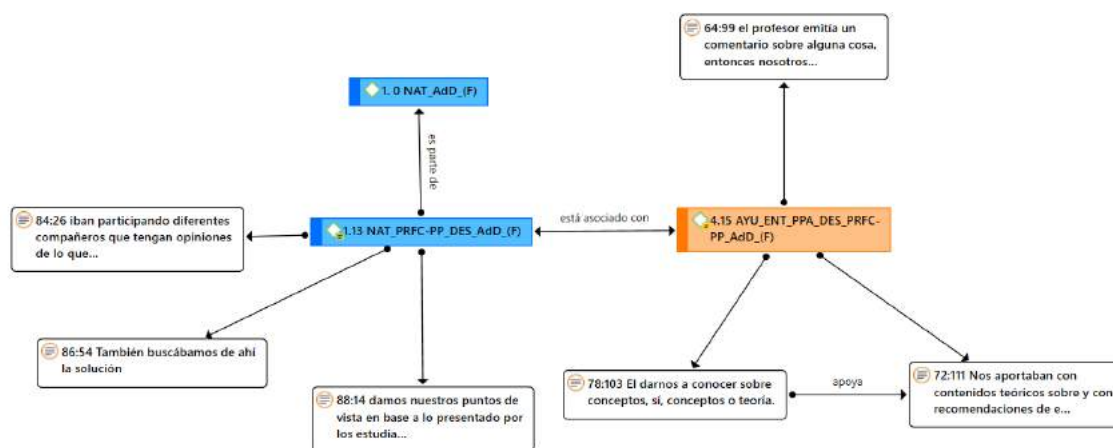 64:99 el profesor emitía un
comentario sobre alguna cosa,
entonces nosotros...
1. 0 NAT_AdD_(F)
es parte de
84:26 iban participando diferentes
compañeros que tengan opiniones
de lo que...
1.13 NAT_PRFC-PP_DES_AdD_(F)
está asociado con
4.15 AYU_ENT_PPA_DES_PRFC-
PP_AdD_(F)
86:54 También buscábamos de ahí
la solución
88:14 damos nuestros puntos de
vista en base a lo presentado por
los estudia...
78:103 El darnos a conocer sobre
conceptos, sí, conceptos o teoría.
apoya
72:111 Nos aportaban con
contenidos teóricos sobre y con
recomendaciones de e...